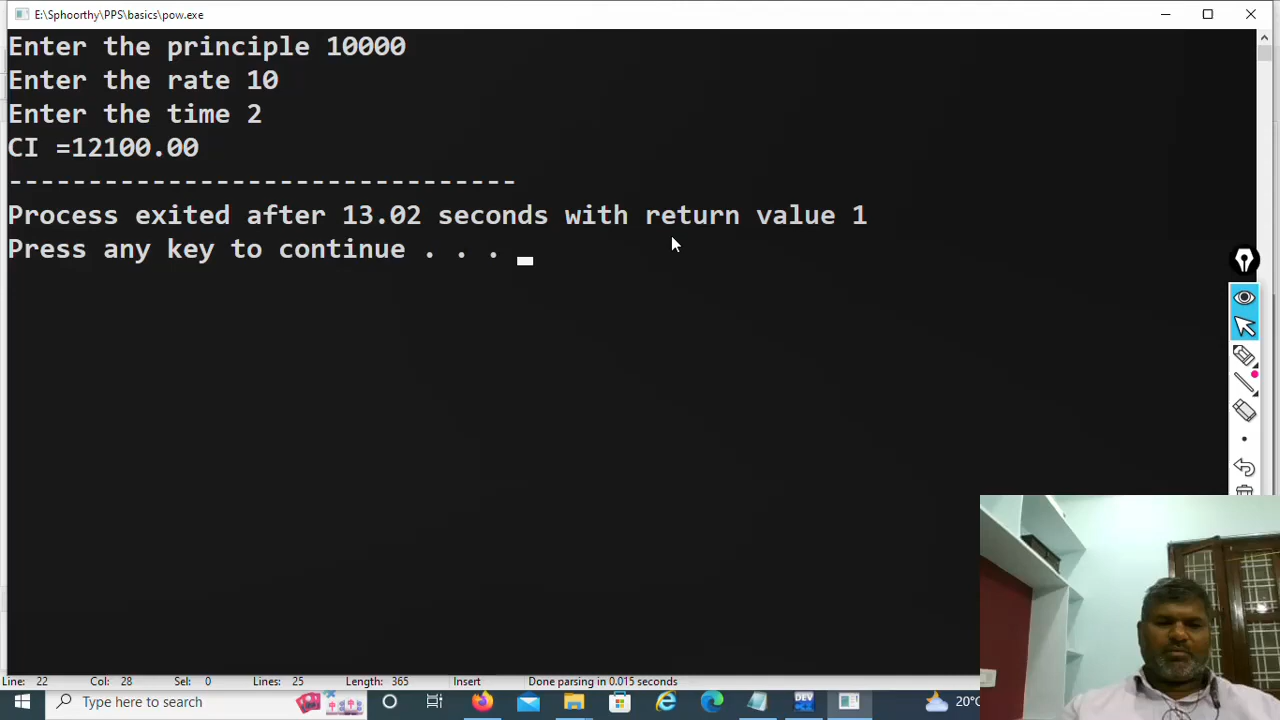 E:\Sphoorthy\PPS\basics\pow.exe
Enter the principle 10000
Enter the rate 10
Enter the time 2
CI =12100.00
--------------------------------
Process exited after 13.02 seconds with return value 1
Press any key to continue . . .
Line: 22 Col: 28 Sel: 0 Lines: 25 Length: 365 Insert Done parsing in 0.015 seconds
Type here to search DEV 20°C